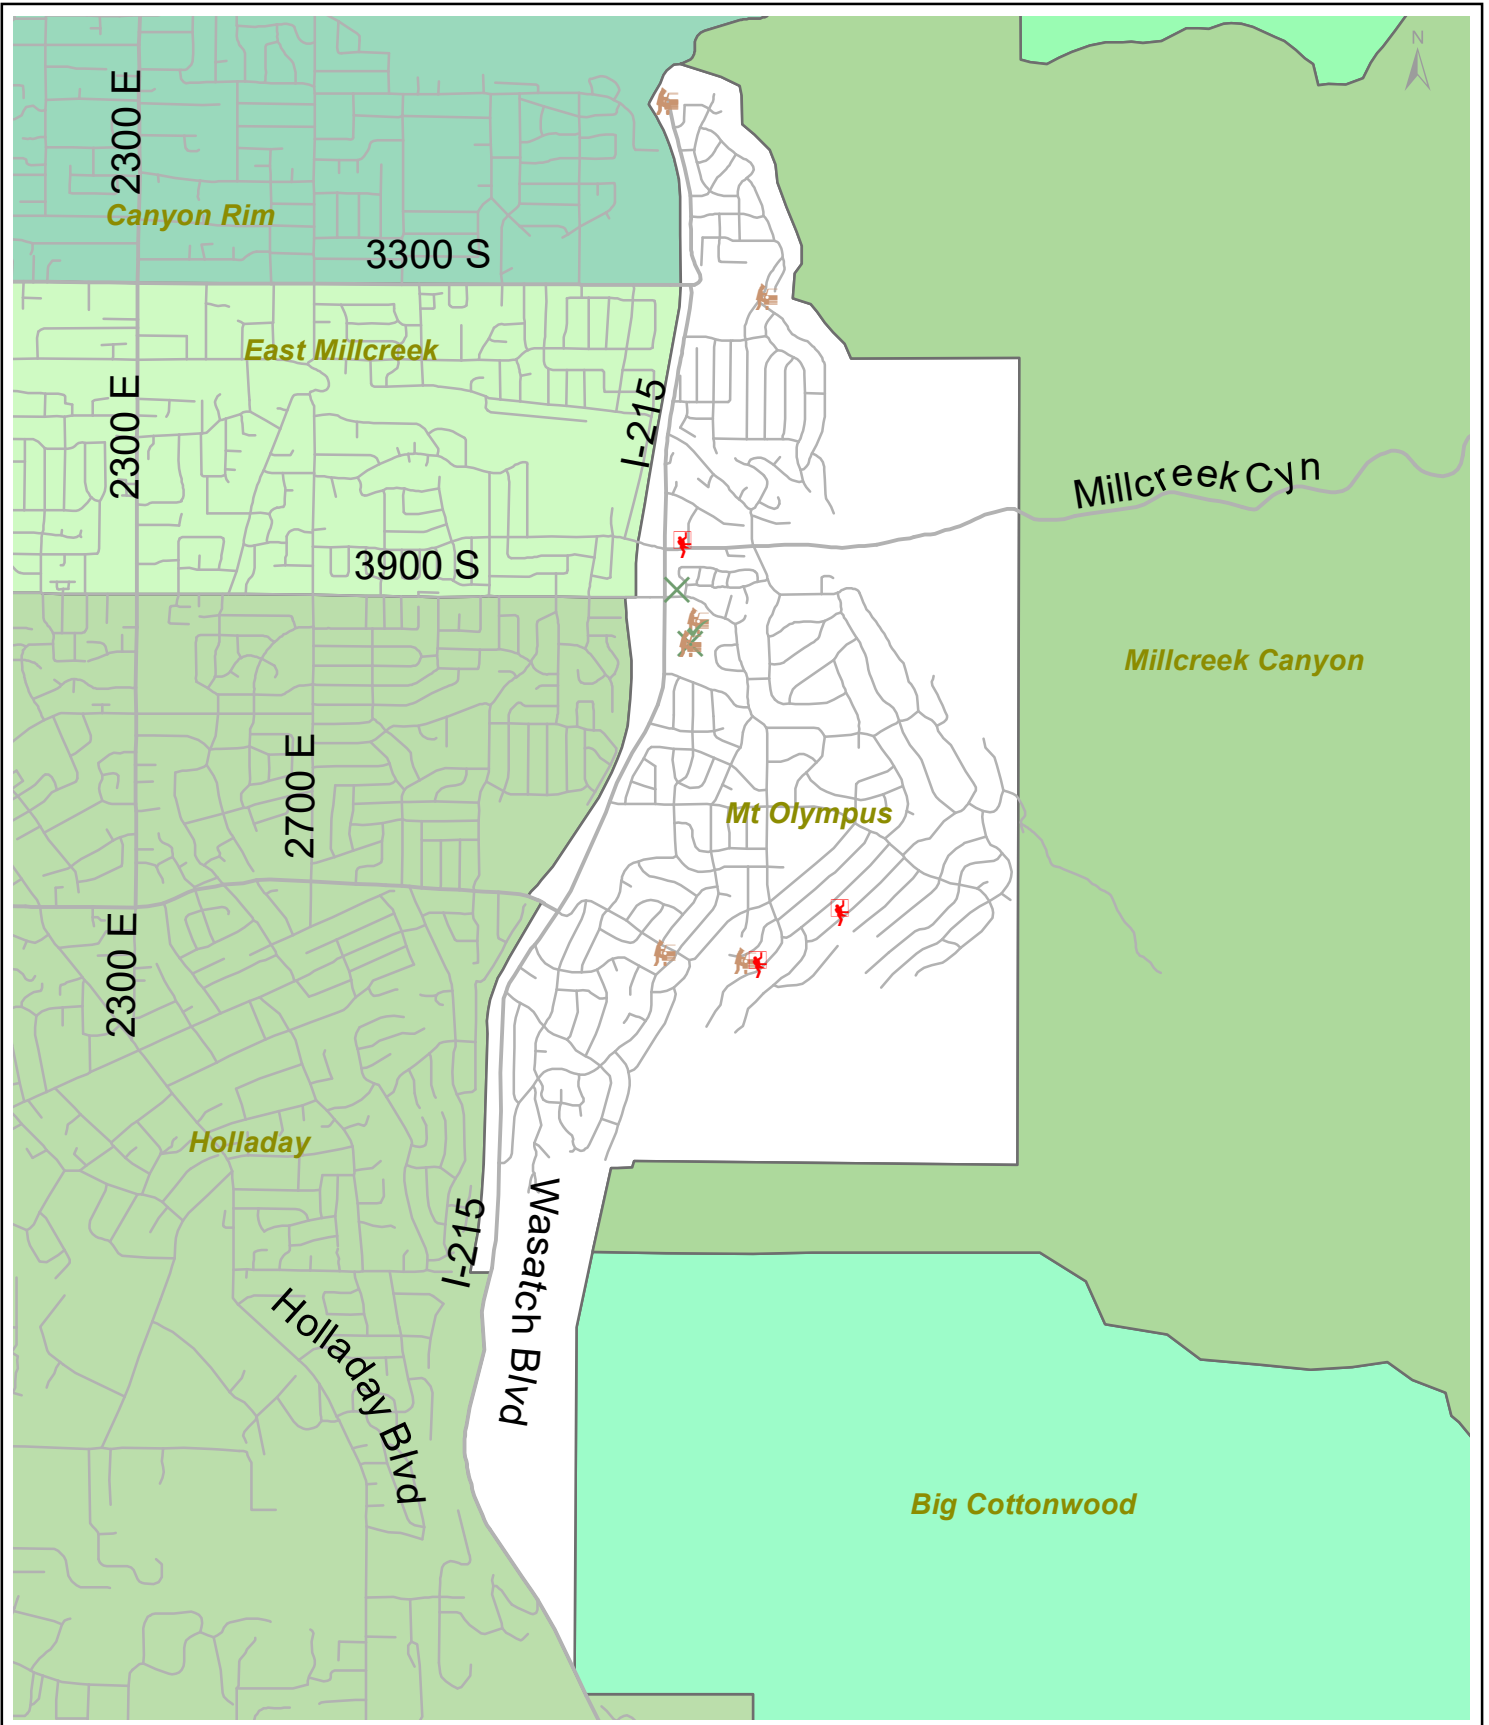 N
2300 E
Canyon Rim
3300 S
East Millcreek
2300 E
I-215
Millcreek Cyn
3900 S
Millcreek Canyon
2700 E
Mt Olympus
2300 E
Holladay
I-215
Wasatch Blvd
Holladay Blvd
Big Cottonwood